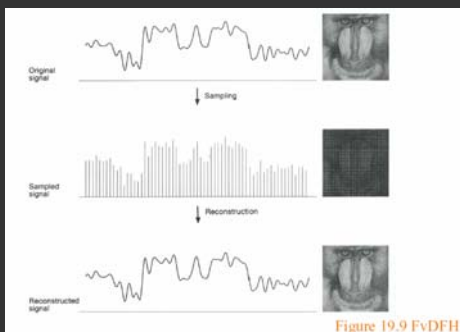 Original
signal
Sampling
Sampled
signal
Reconstruction
Reconstructed
signal
Figure 19.9 FvDFH